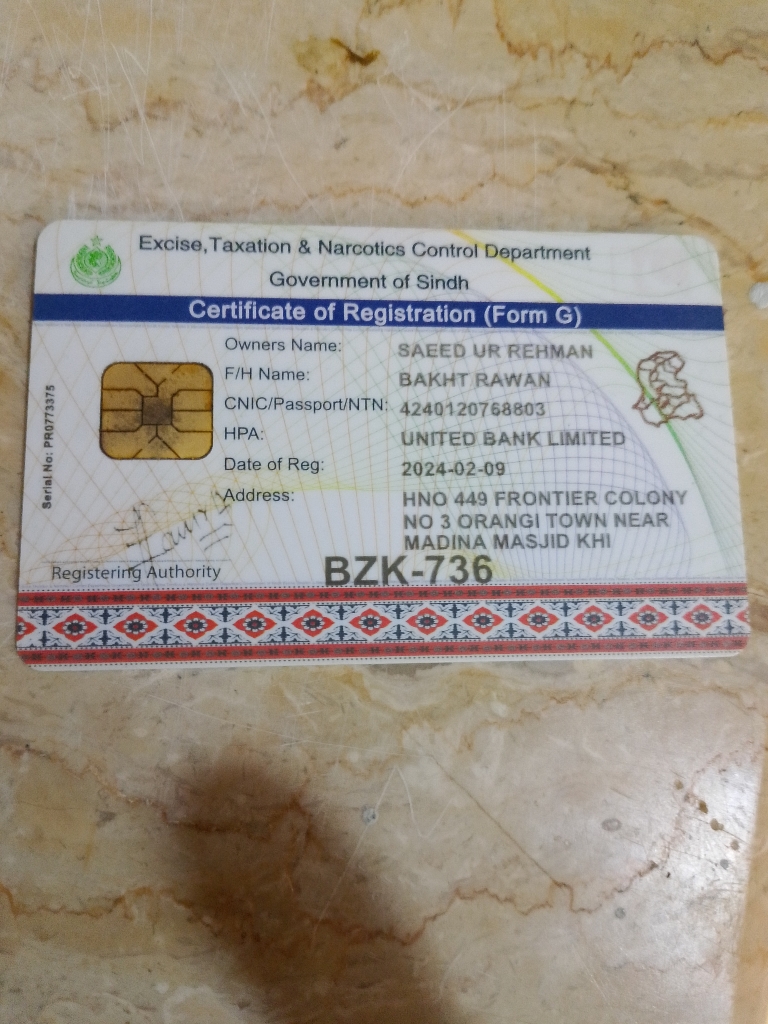 Excise,Taxation & Narcotics Control Department
Government of Sindh
Certificate of Registration (Form G)
Owners Name: SAEED UR REHMAN
F/H Name: BAKHT RAWAN
CNIC/Passport/NTN: 4240120768803
HPA: UNITED BANK LIMITED
Date of Reg: 2024-02-09
Address: HNO 449 FRONTIER COLONY
NO 3 ORANGI TOWN NEAR
MADINA MASJID KHI
Serial No: PR0773375
Registering Authority
BZK-736